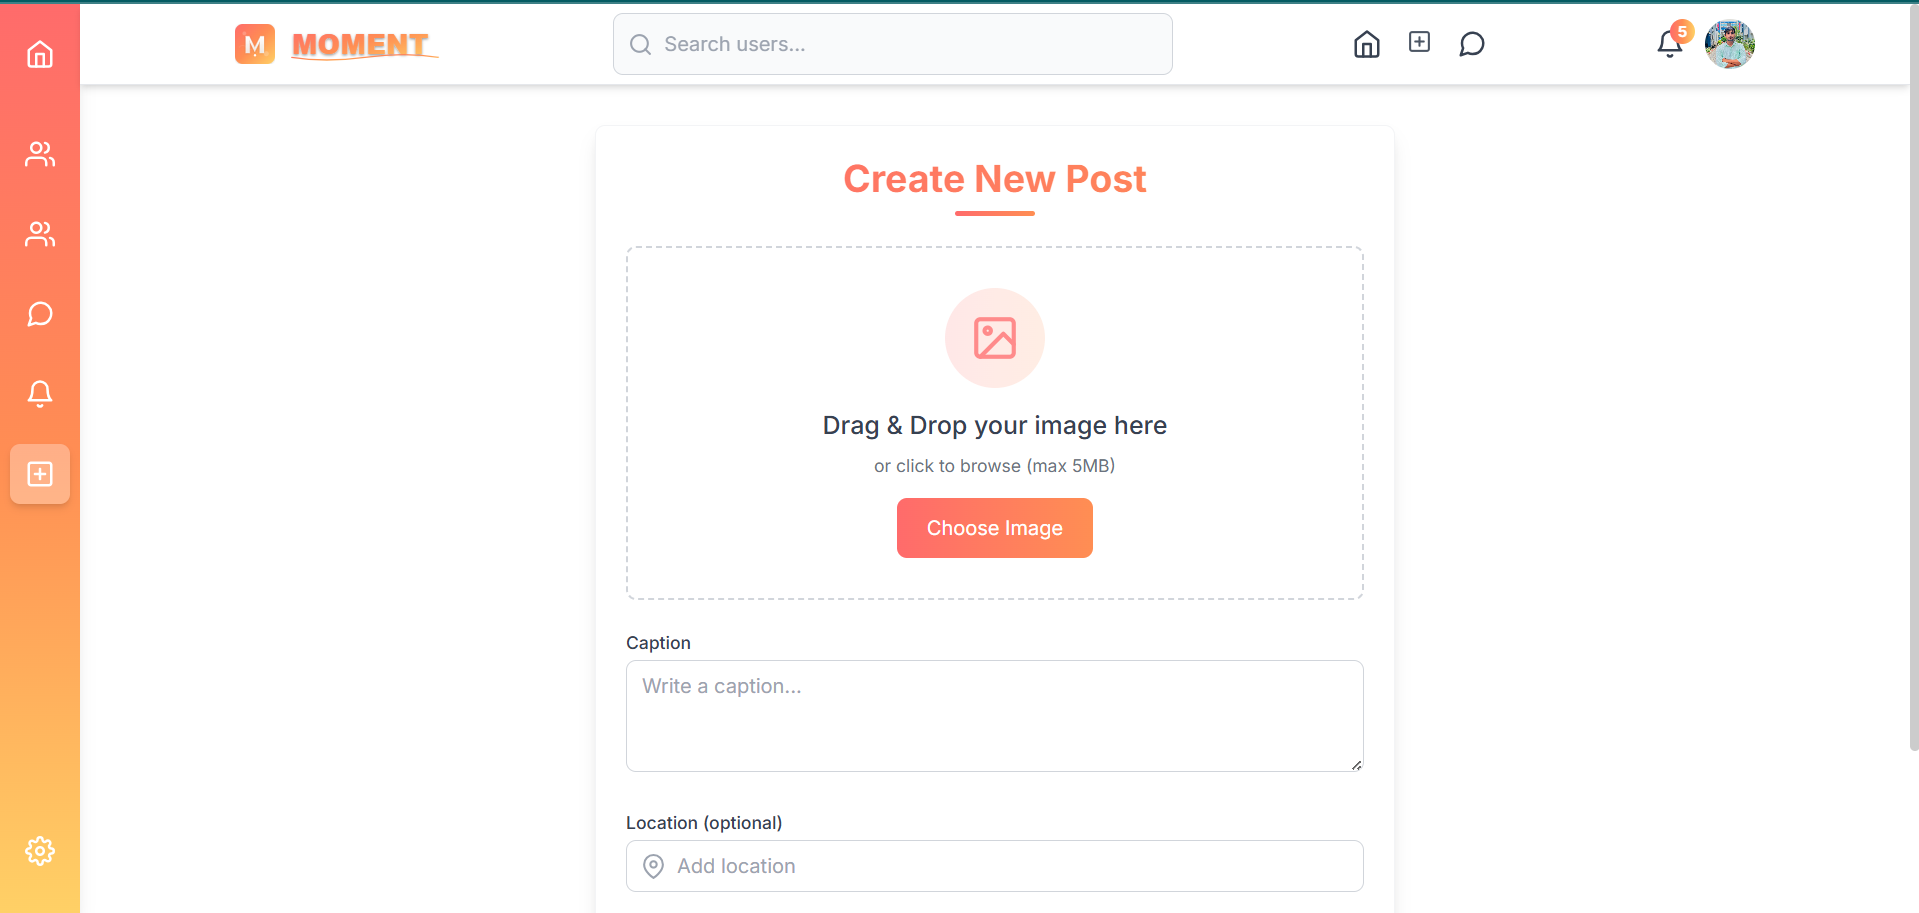 M
MOMENT
Search users...
5
Create New Post
Drag & Drop your image here
or click to browse (max 5MB)
Choose Image
Caption
Write a caption...
Location (optional)
Add location